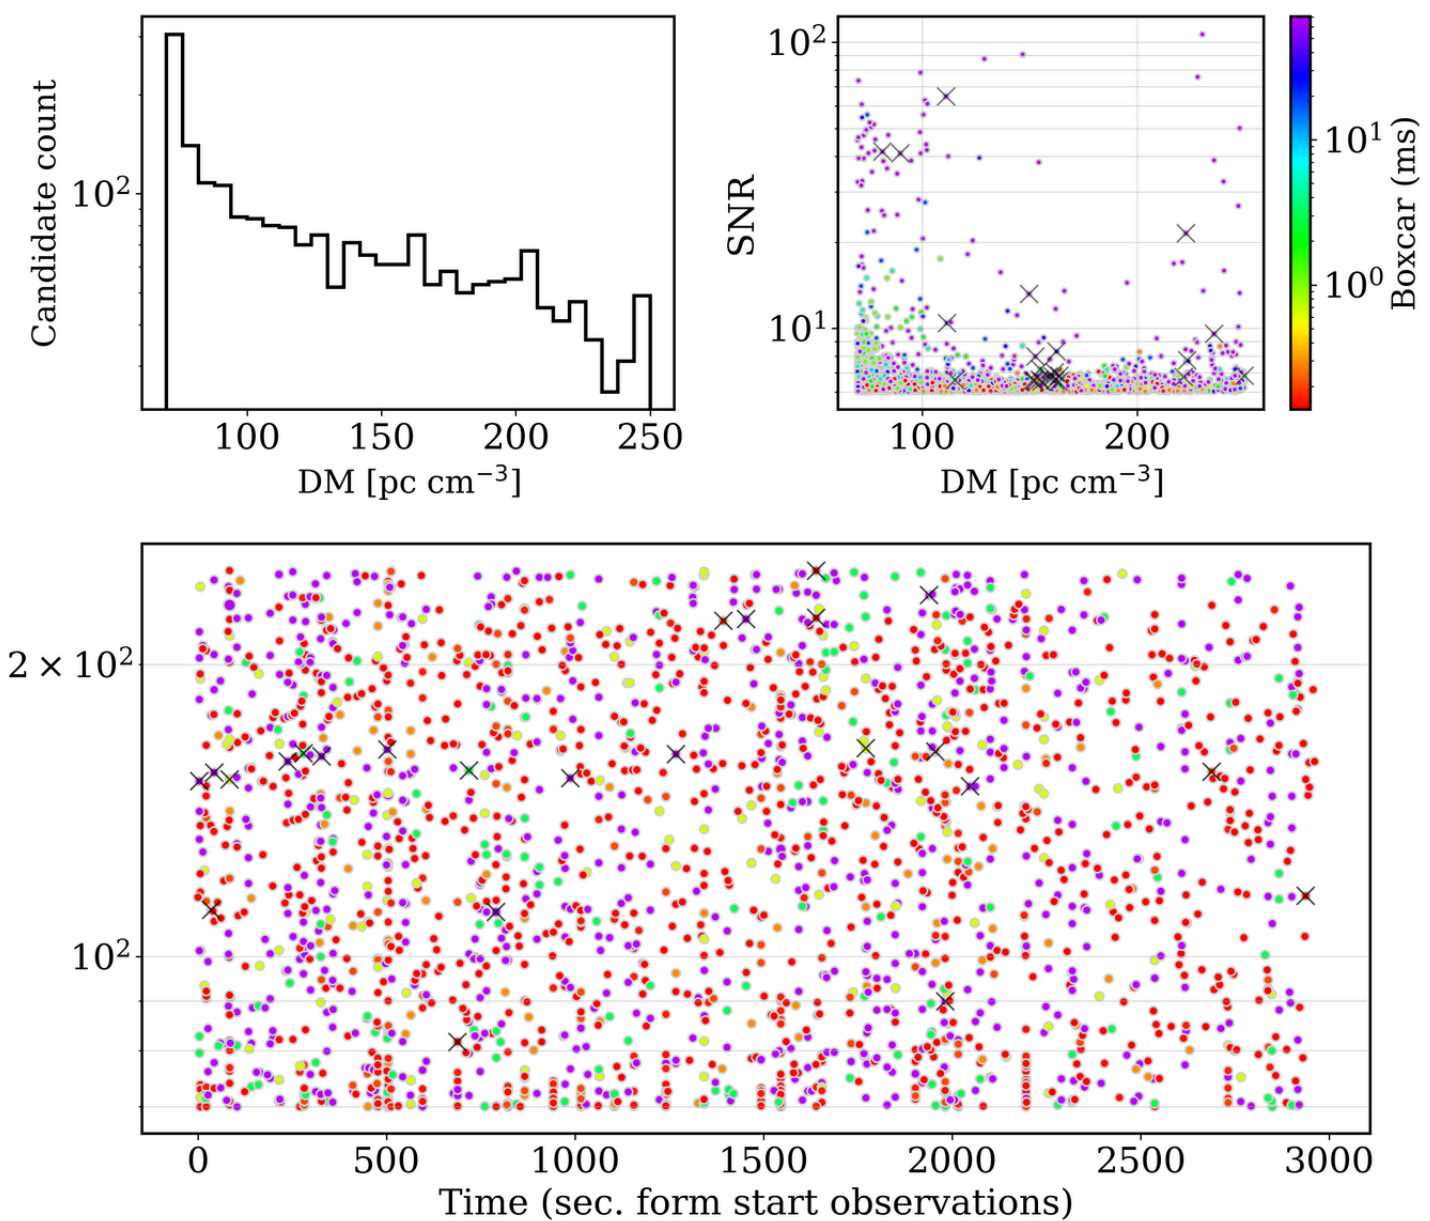 Candidate count
10²
100 150 200 250
DM [pc cm⁻³]
SNR
10²
10¹
100 200
DM [pc cm⁻³]
10¹
10⁰
Boxcar (ms)
2 × 10²
10²
0 500 1000 1500 2000 2500 3000
Time (sec. form start observations)